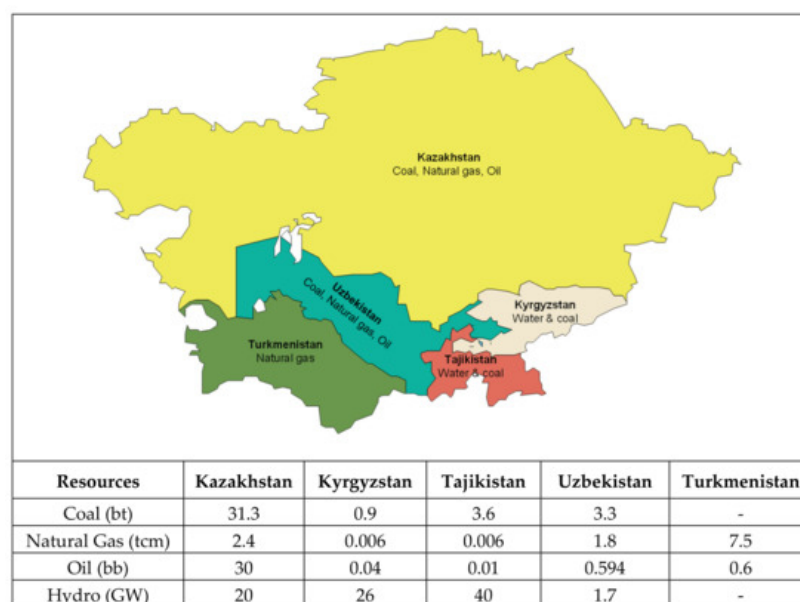 Kazakhstan
Coal, Natural gas, Oil
Uzbekistan
Coal, Natural gas, Oil
Kyrgyzstan
Water & coal
Turkmenistan
Natural gas
Tajikistan
Water & coal
Resources Kazakhstan Kyrgyzstan Tajikistan Uzbekistan Turkmenistan
Coal (bt) 31.3 0.9 3.6 3.3 -
Natural Gas (tcm) 2.4 0.006 0.006 1.8 7.5
Oil (bb) 30 0.04 0.01 0.594 0.6
Hydro (GW) 20 26 40 1.7 -